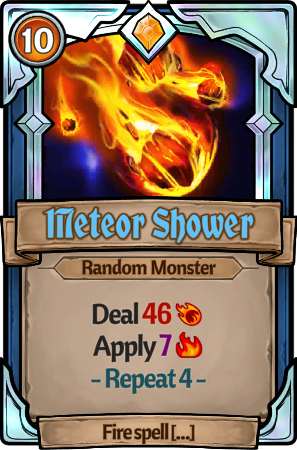 10
Meteor Shower
Random Monster
Deal 46
Apply 7
- Repeat 4 -
Fire spell [...]